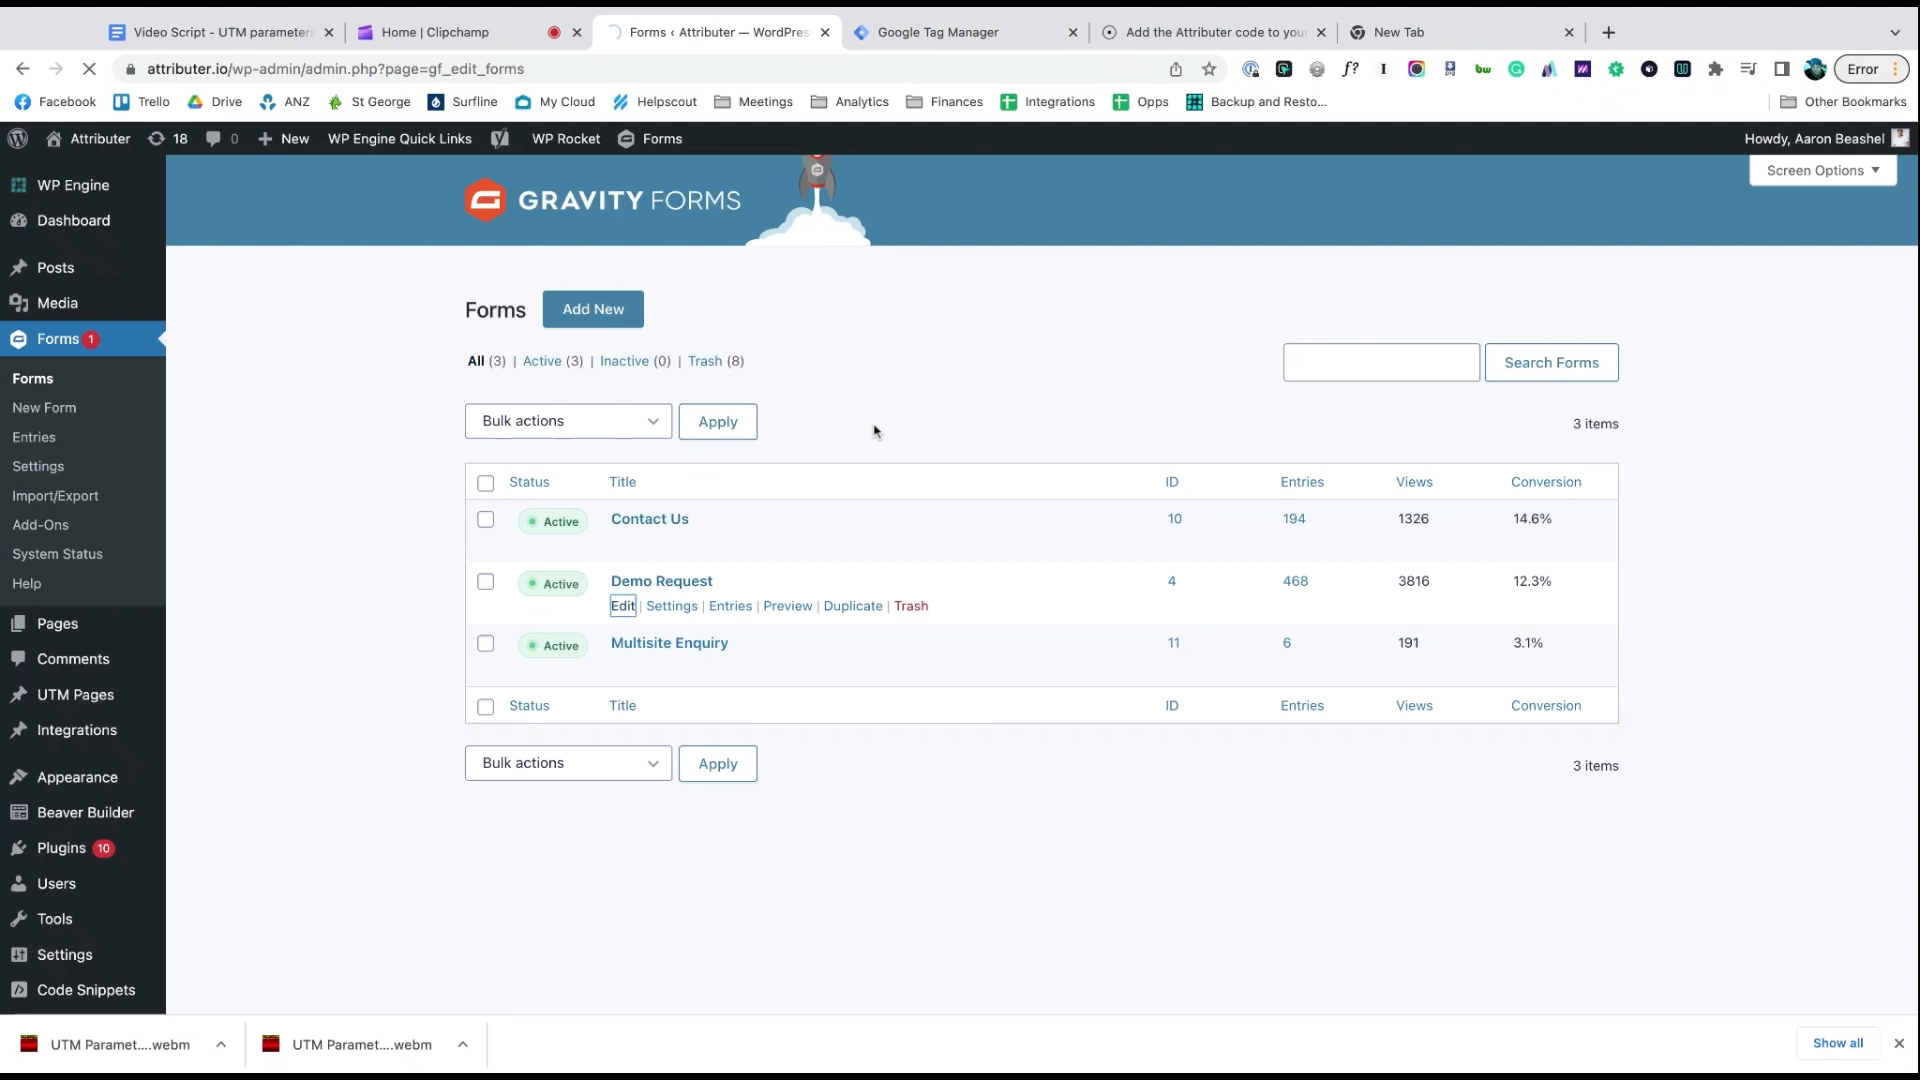 Video Script - UTM parameters
Home | Clipchamp
Forms ‹ Attributer — WordPres
Google Tag Manager
Add the Attributer code to your
New Tab
attributer.io/wp-admin/admin.php?page=gf_edit_forms
Error
Facebook
Trello
Drive
ANZ
St George
Surfline
My Cloud
Helpscout
Meetings
Analytics
Finances
Integrations
Opps
Backup and Resto...
Other Bookmarks
Attributer
18
0
New
WP Engine Quick Links
WP Rocket
Forms
Howdy, Aaron Beashel
WP Engine
Dashboard
Posts
Media
Forms 1
Forms
New Form
Entries
Settings
Import/Export
Add-Ons
System Status
Help
Pages
Comments
UTM Pages
Integrations
Appearance
Beaver Builder
Plugins 10
Users
Tools
Settings
Code Snippets
GRAVITY FORMS
Screen Options
Forms
Add New
All (3) | Active (3) | Inactive (0) | Trash (8)
Search Forms
Bulk actions
Apply
3 items
Status Title ID Entries Views Conversion
Active Contact Us 10 194 1326 14.6%
Active Demo Request 4 468 3816 12.3%
Edit | Settings | Entries | Preview | Duplicate | Trash
Active Multisite Enquiry 11 6 191 3.1%
Status Title ID Entries Views Conversion
Bulk actions
Apply
3 items
UTM Paramet....webm
UTM Paramet....webm
Show all